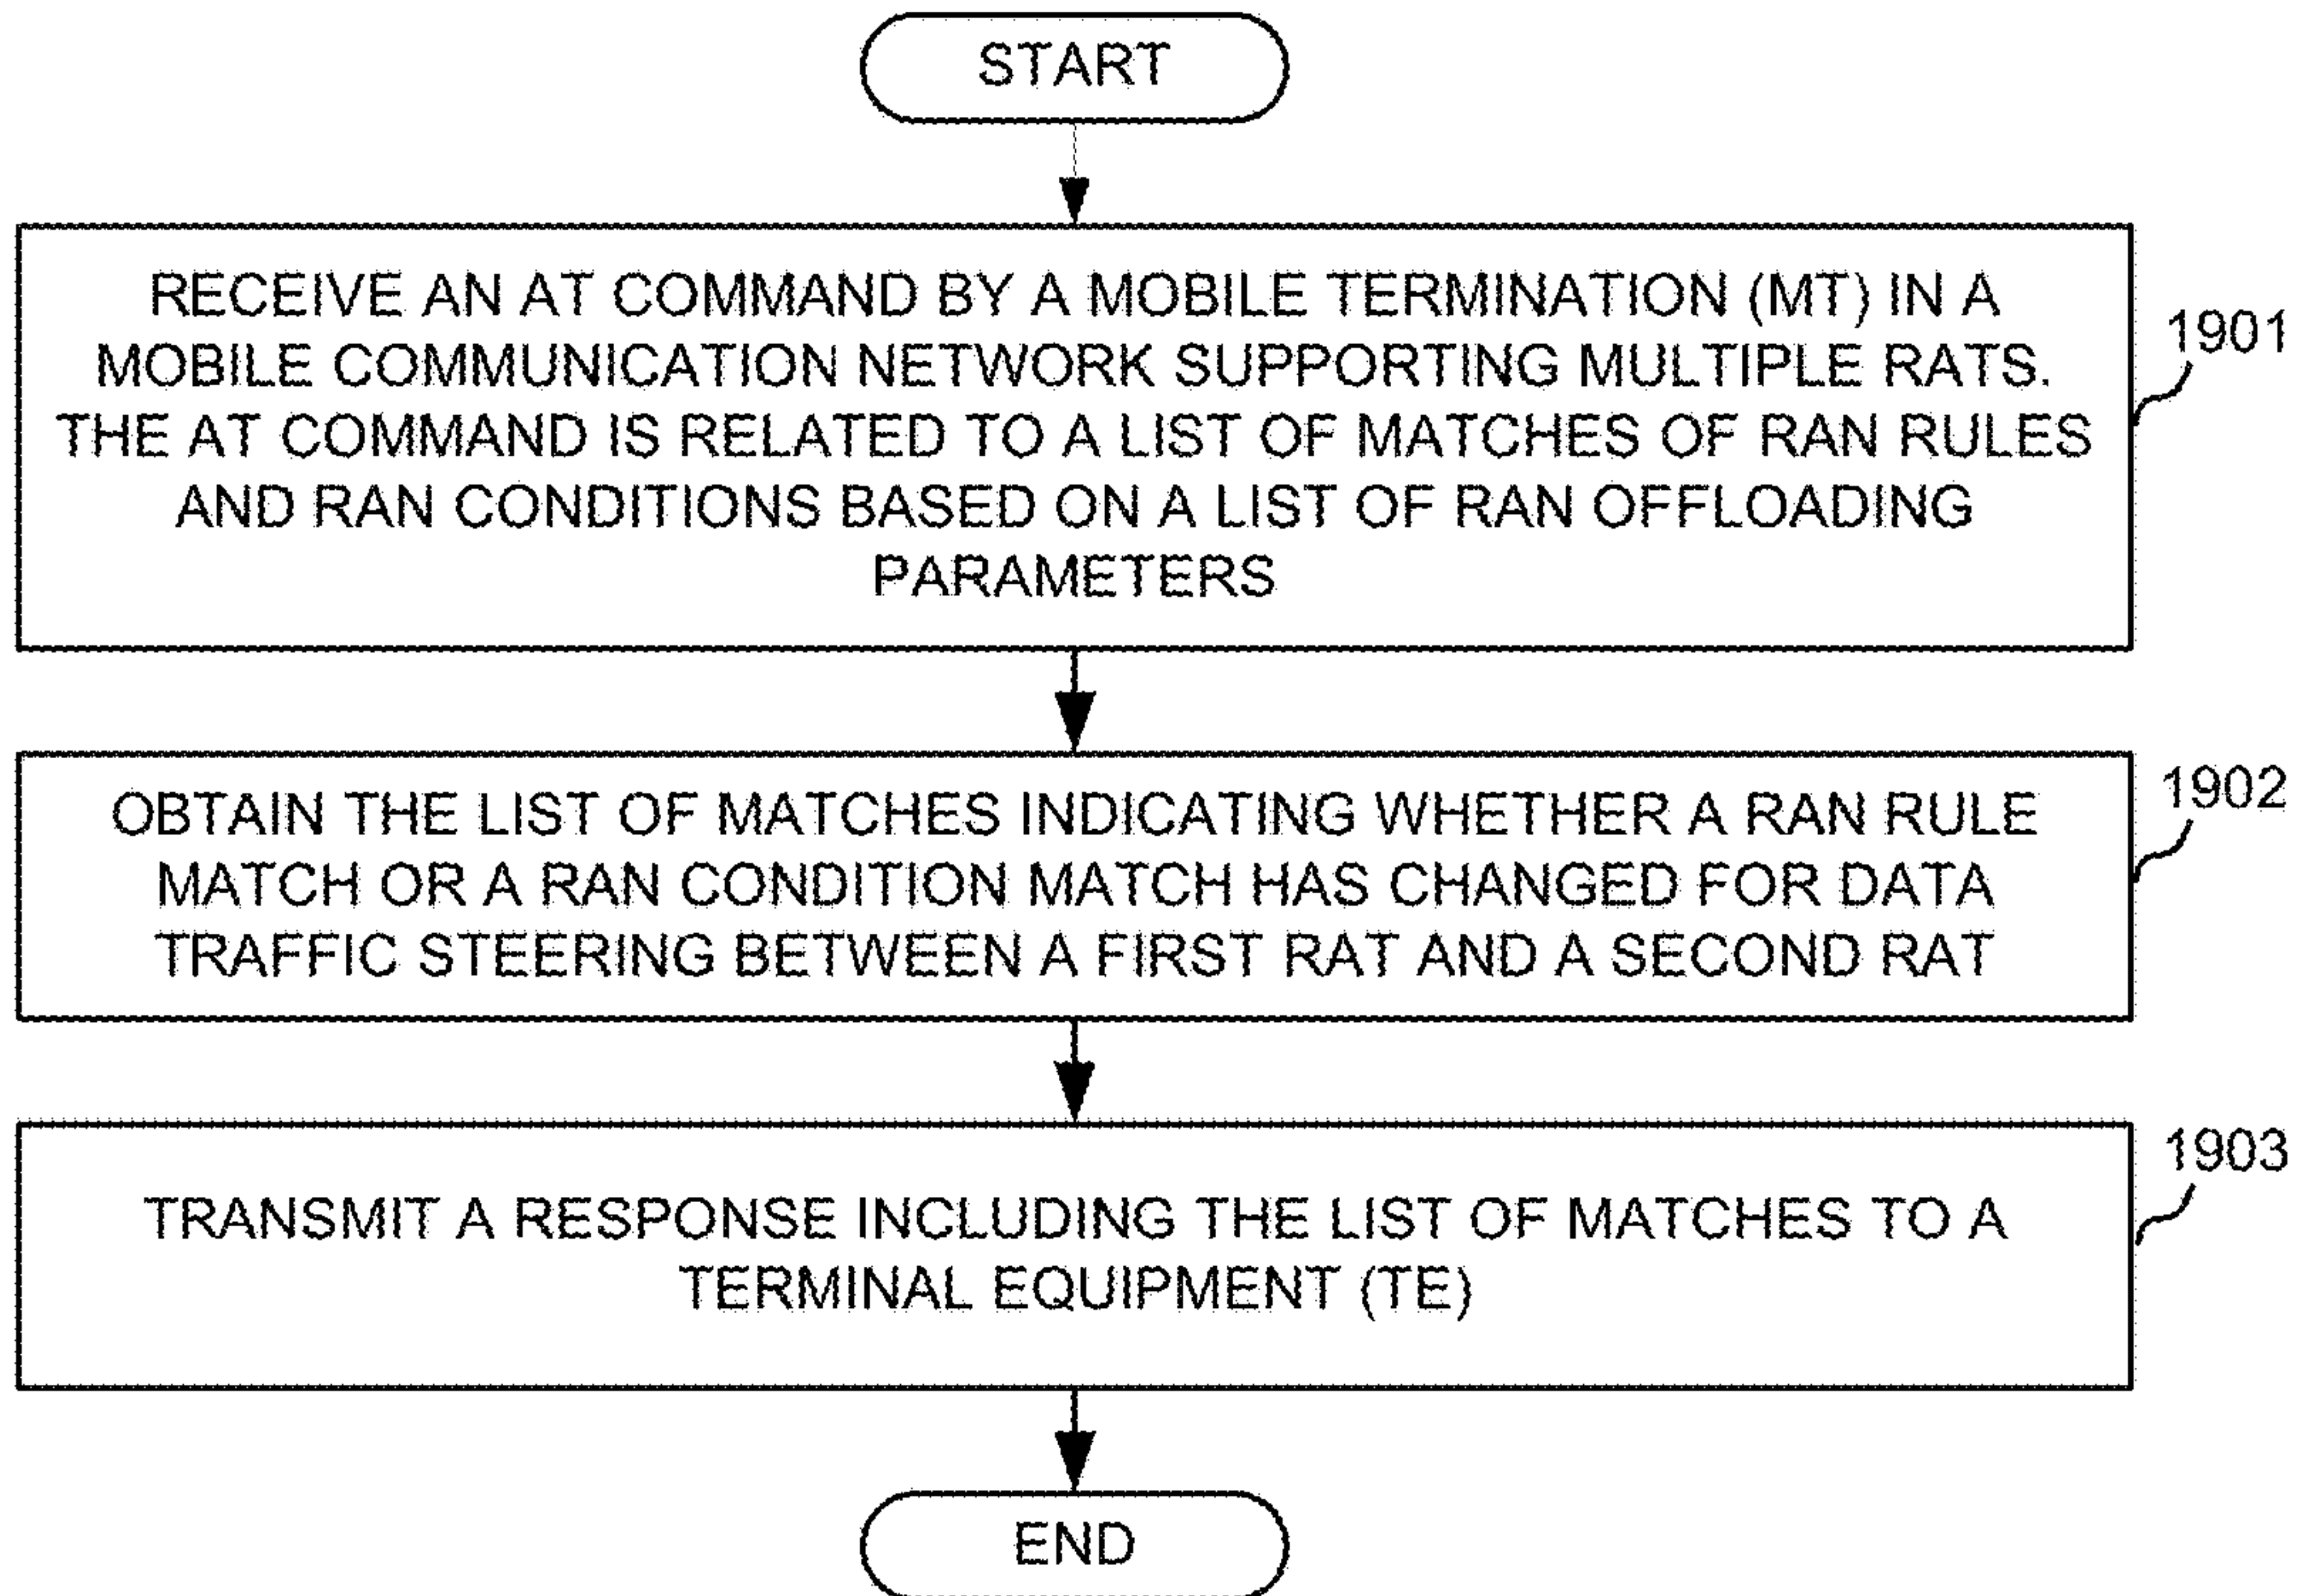 START
RECEIVE AN AT COMMAND BY A MOBILE TERMINATION (MT) IN A
MOBILE COMMUNICATION NETWORK SUPPORTING MULTIPLE RATS.
THE AT COMMAND IS RELATED TO A LIST OF MATCHES OF RAN RULES
AND RAN CONDITIONS BASED ON A LIST OF RAN OFFLOADING
PARAMETERS
1901
OBTAIN THE LIST OF MATCHES INDICATING WHETHER A RAN RULE
MATCH OR A RAN CONDITION MATCH HAS CHANGED FOR DATA
TRAFFIC STEERING BETWEEN A FIRST RAT AND A SECOND RAT
1902
TRANSMIT A RESPONSE INCLUDING THE LIST OF MATCHES TO A
TERMINAL EQUIPMENT (TE)
1903
END